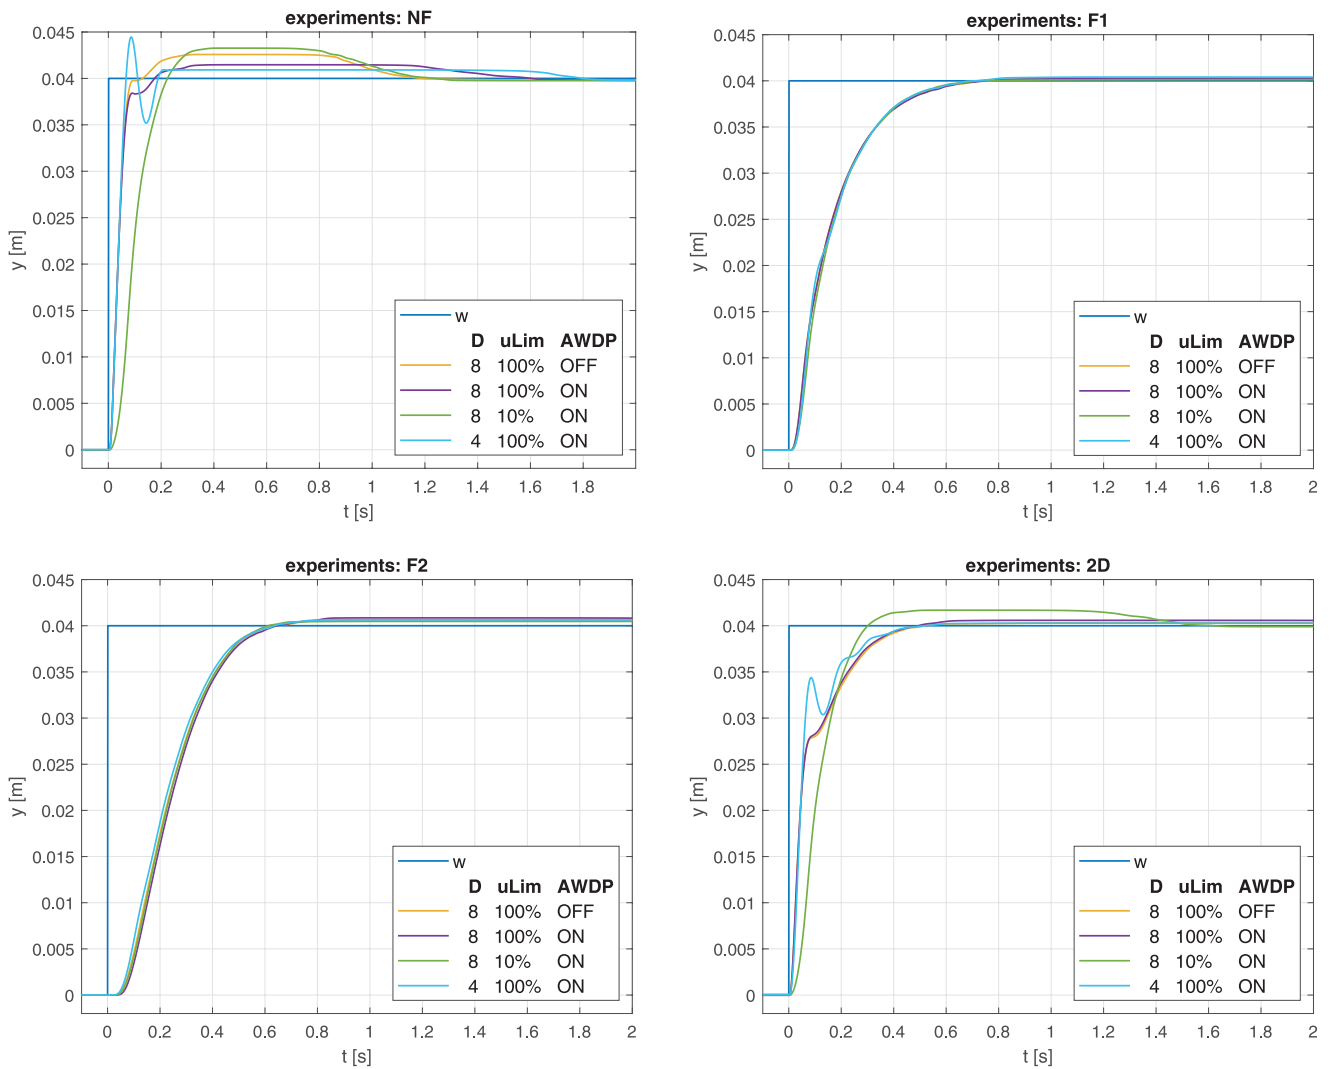 experiments: NF
0.045
0.04
0.035
0.03
0.025
0.02
0.015
0.01
0.005
0
y [m]
w
D uLim AWDP
8 100% OFF
8 100% ON
8 10% ON
4 100% ON
0 0.2 0.4 0.6 0.8 1 1.2 1.4 1.6 1.8
t [s]
experiments: F1
0.045
0.04
0.035
0.03
0.025
0.02
0.015
0.01
0.005
0
y [m]
w
D uLim AWDP
8 100% OFF
8 100% ON
8 10% ON
4 100% ON
0 0.2 0.4 0.6 0.8 1 1.2 1.4 1.6 1.8 2
t [s]
experiments: F2
0.045
0.04
0.035
0.03
0.025
0.02
0.015
0.01
0.005
0
y [m]
w
D uLim AWDP
8 100% OFF
8 100% ON
8 10% ON
4 100% ON
0 0.2 0.4 0.6 0.8 1 1.2 1.4 1.6 1.8 2
t [s]
experiments: 2D
0.045
0.04
0.035
0.03
0.025
0.02
0.015
0.01
0.005
0
y [m]
w
D uLim AWDP
8 100% OFF
8 100% ON
8 10% ON
4 100% ON
0 0.2 0.4 0.6 0.8 1 1.2 1.4 1.6 1.8 2
t [s]